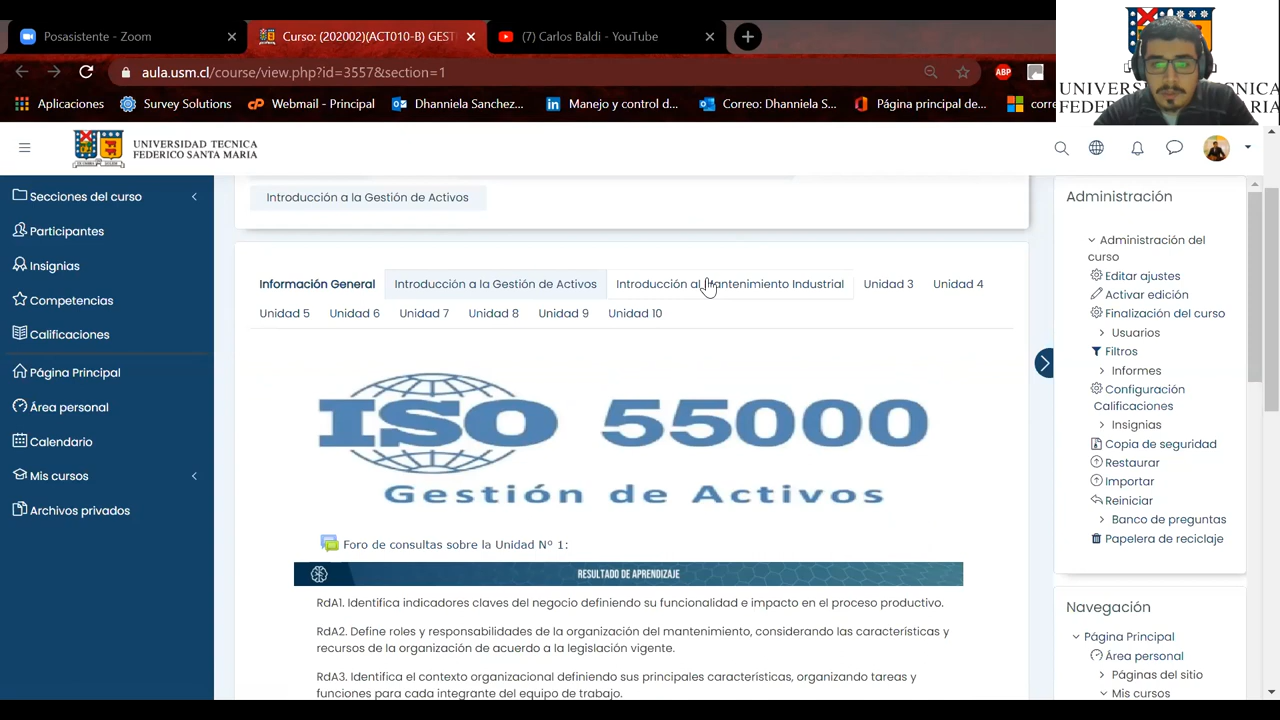 Posasistente - Zoom
Curso: (202002)(ACT010-B) GESTI
(7) Carlos Baldi - YouTube
aula.usm.cl/course/view.php?id=3557&section=1
ABP
Aplicaciones
Survey Solutions
Webmail - Principal
Dhanniela Sanchez...
Manejo y control d...
Correo: Dhanniela S...
Página principal de...
corre
UNIVERSIDAD TECNICA
FEDERICO SANTA MARIA
Secciones del curso
Participantes
Insignias
Competencias
Calificaciones
Página Principal
Área personal
Calendario
Mis cursos
Archivos privados
Introducción a la Gestión de Activos
Información General
Introducción a la Gestión de Activos
Introducción al Mantenimiento Industrial
Unidad 3
Unidad 4
Unidad 5
Unidad 6
Unidad 7
Unidad 8
Unidad 9
Unidad 10
ISO 55000
Gestión de Activos
Foro de consultas sobre la Unidad Nº 1:
RESULTADO DE APRENDIZAJE
RdA1. Identifica indicadores claves del negocio definiendo su funcionalidad e impacto en el proceso productivo.
RdA2. Define roles y responsabilidades de la organización del mantenimiento, considerando las características y
recursos de la organización de acuerdo a la legislación vigente.
RdA3. Identifica el contexto organizacional definiendo sus principales características, organizando tareas y
funciones para cada integrante del equipo de trabajo.
Administración
Administración del
curso
Editar ajustes
Activar edición
Finalización del curso
Usuarios
Filtros
Informes
Configuración
Calificaciones
Insignias
Copia de seguridad
Restaurar
Importar
Reiniciar
Banco de preguntas
Papelera de reciclaje
Navegación
Página Principal
Área personal
Páginas del sitio
Mis cursos